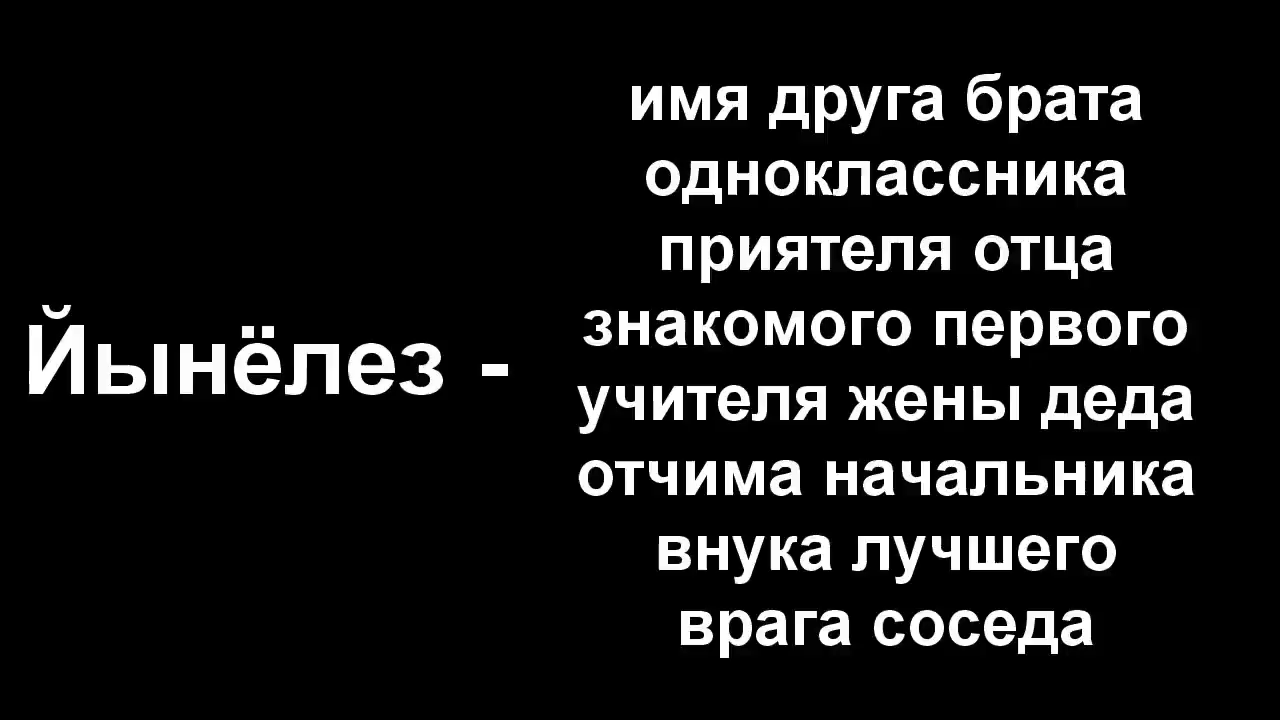 Йынёлез -
имя друга брата
одноклассника
приятеля отца
знакомого первого
учителя жены деда
отчима начальника
внука лучшего
врага соседа